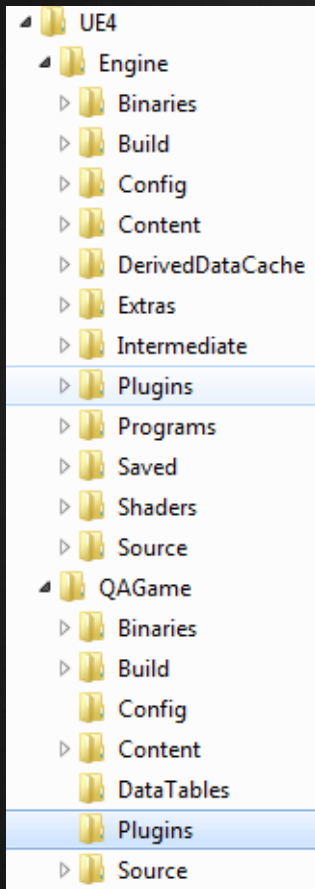 UE4
Engine
Binaries
Build
Config
Content
DerivedDataCache
Extras
Intermediate
Plugins
Programs
Saved
Shaders
Source
QAGame
Binaries
Build
Config
Content
DataTables
Plugins
Source